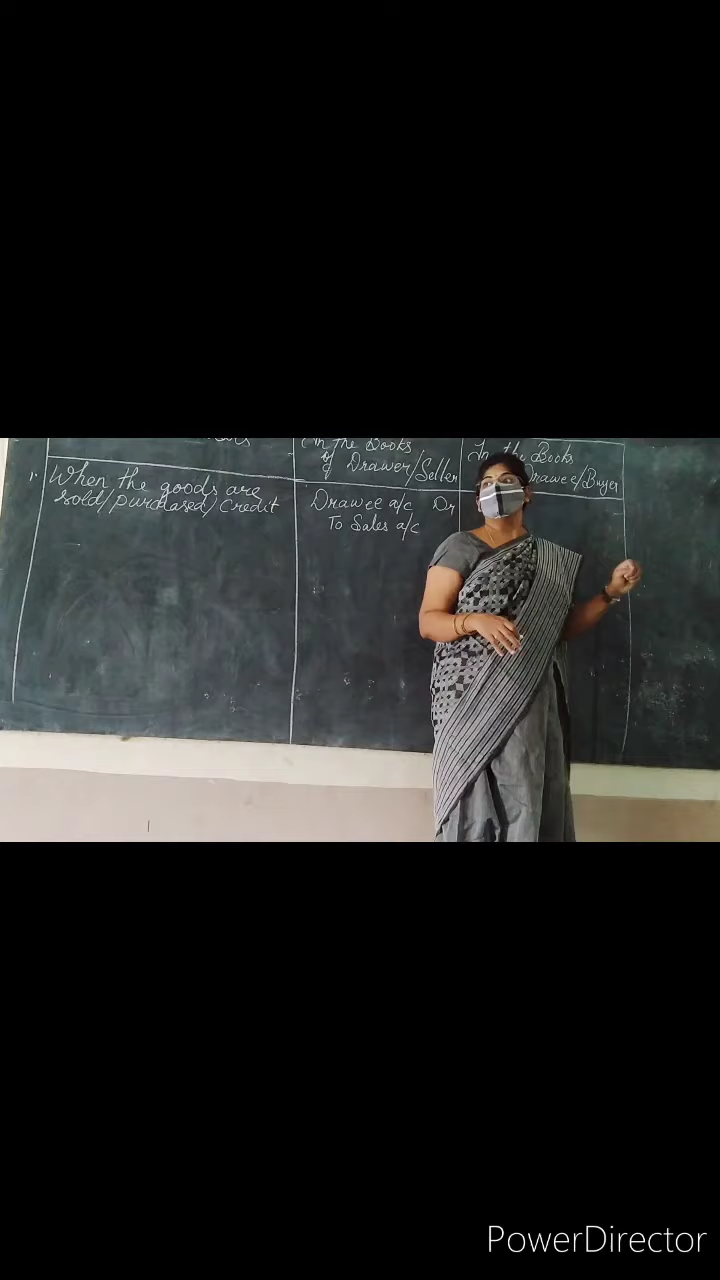 In the Books
of Drawer/Seller
In the Books
Drawee/Buyer
1. When the goods are
sold/purchased/credit
Drawee a/c Dr
To Sales a/c
PowerDirector